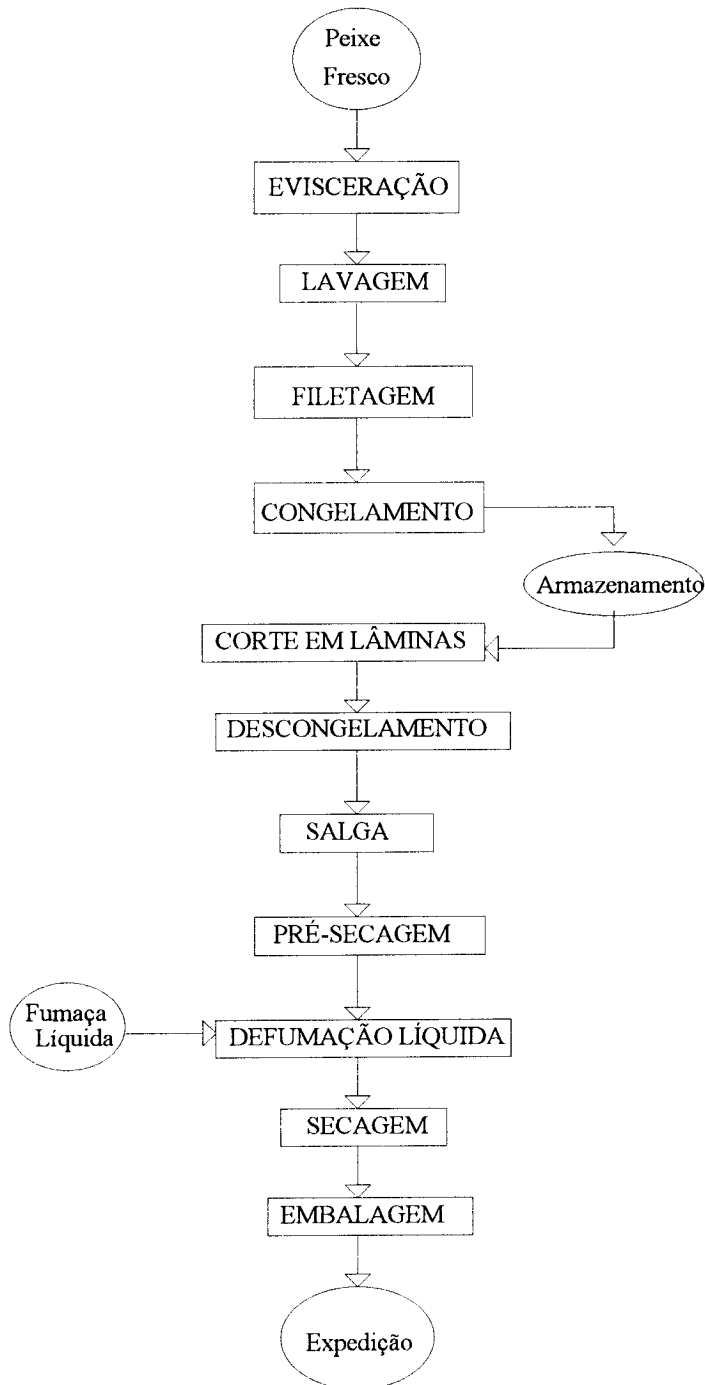 Peixe
Fresco
EVISCERAÇÃO
LAVAGEM
FILETAGEM
CONGELAMENTO
Armazenamento
CORTE EM LÂMINAS
DESCONGELAMENTO
SALGA
PRÉ-SECAGEM
Fumaça
Líquida
DEFUMAÇÃO LÍQUIDA
SECAGEM
EMBALAGEM
Expedição